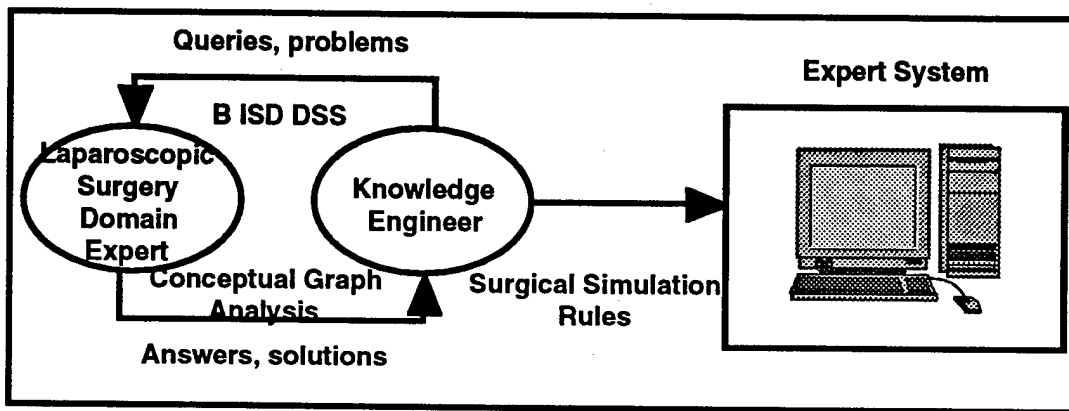 Queries, problems
Expert System
B ISD DSS
Laparoscopic
Surgery
Domain
Expert
Knowledge
Engineer
Conceptual Graph
Analysis
Surgical Simulation
Rules
Answers, solutions